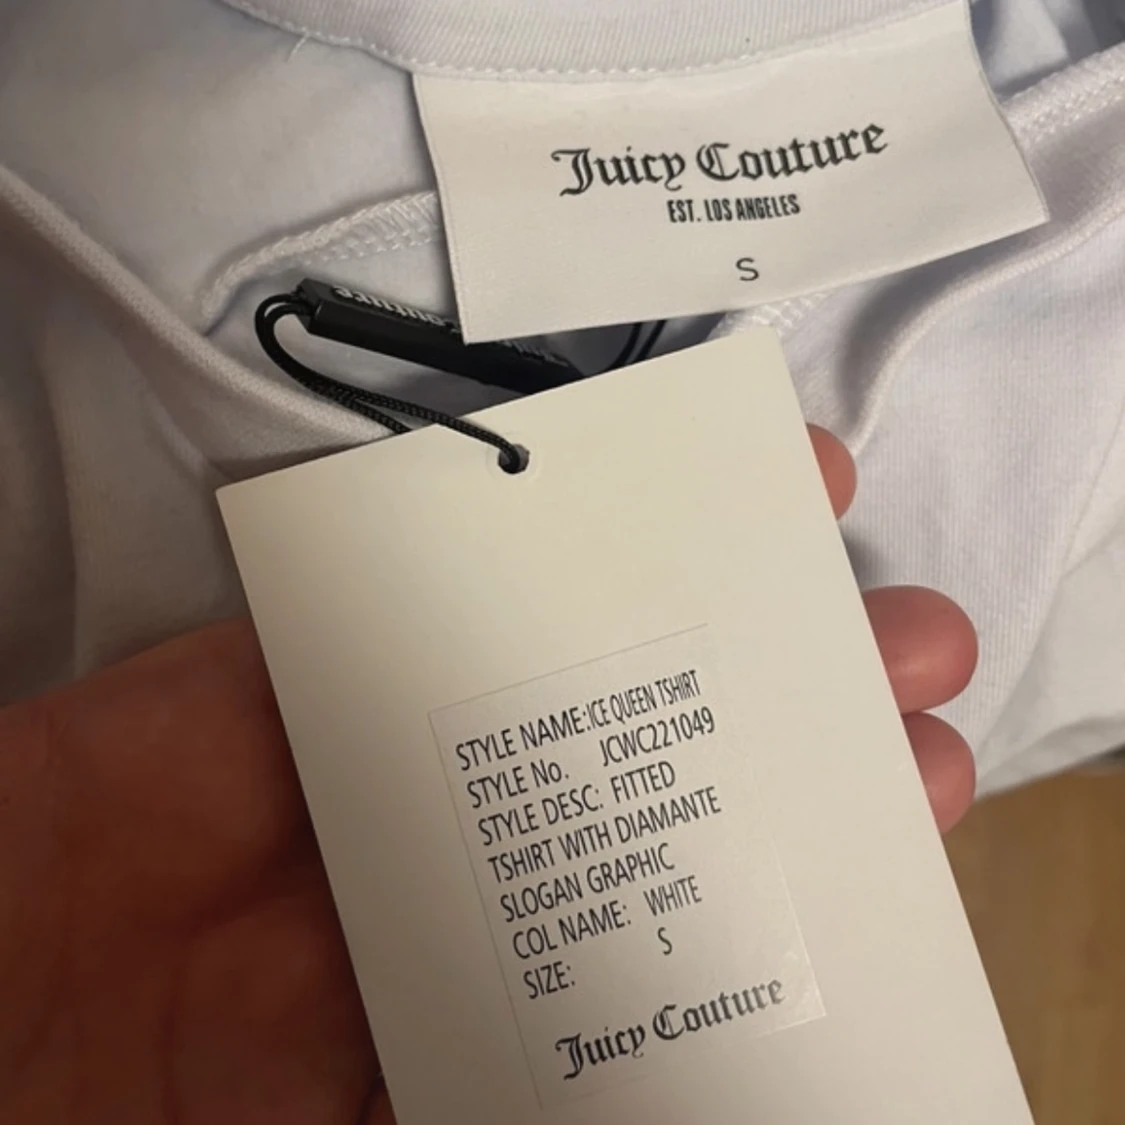 Juicy Couture
EST. LOS ANGELES
S
Couture
STYLE NAME:ICE QUEEN TSHIRT
STYLE No. JCWC221049
STYLE DESC: FITTED
TSHIRT WITH DIAMANTE
SLOGAN GRAPHIC
COL NAME: WHITE
SIZE: S
Juicy Couture